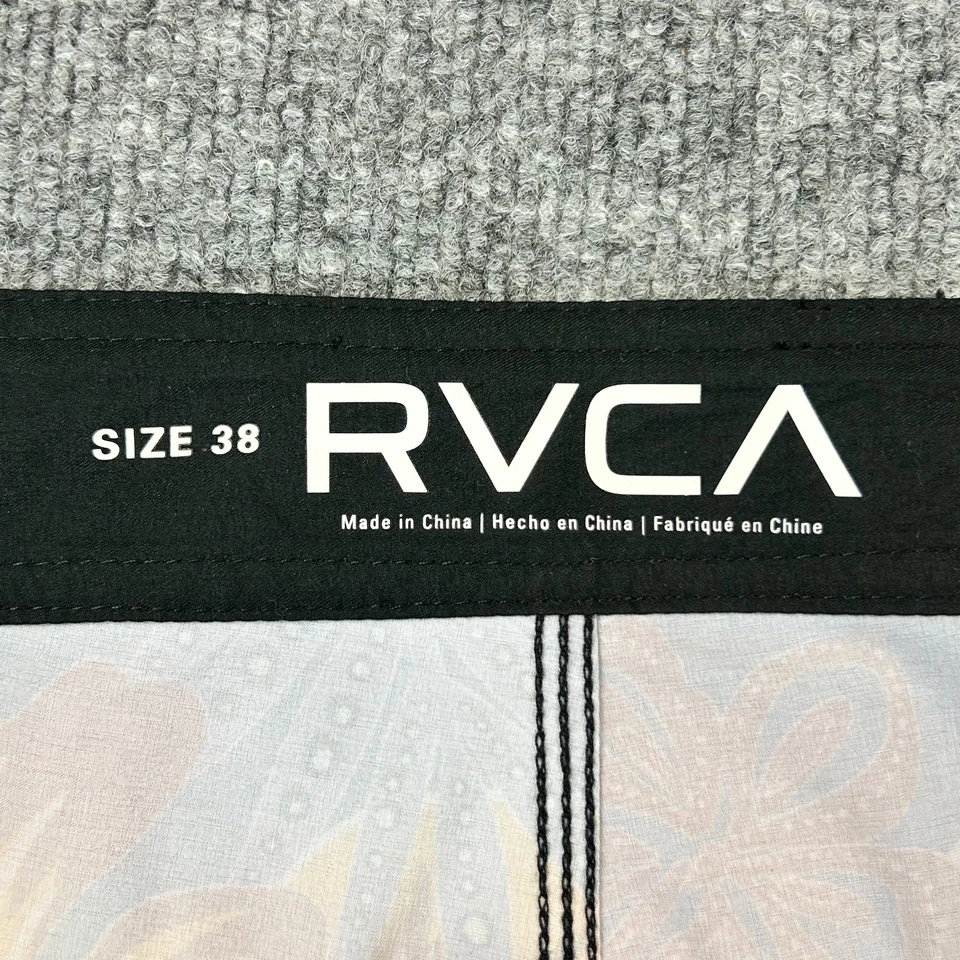 SIZE 38
RVCA
Made in China | Hecho en China | Fabriqué en Chine